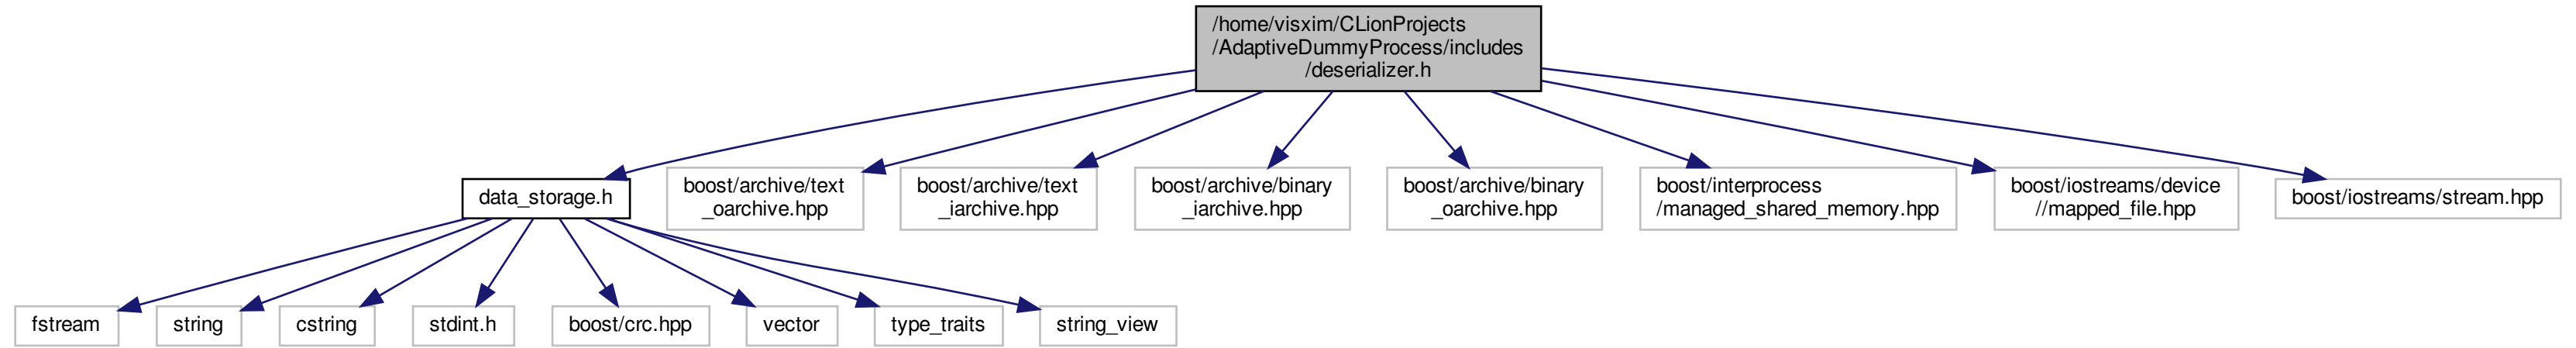 /home/visxim/CLionProjects
/AdaptiveDummyProcess/includes
/deserializer.h
data_storage.h
boost/archive/text
_oarchive.hpp
boost/archive/text
_iarchive.hpp
boost/archive/binary
_iarchive.hpp
boost/archive/binary
_oarchive.hpp
boost/interprocess
/managed_shared_memory.hpp
boost/iostreams/device
//mapped_file.hpp
boost/iostreams/stream.hpp
fstream
string
cstring
stdint.h
boost/crc.hpp
vector
type_traits
string_view